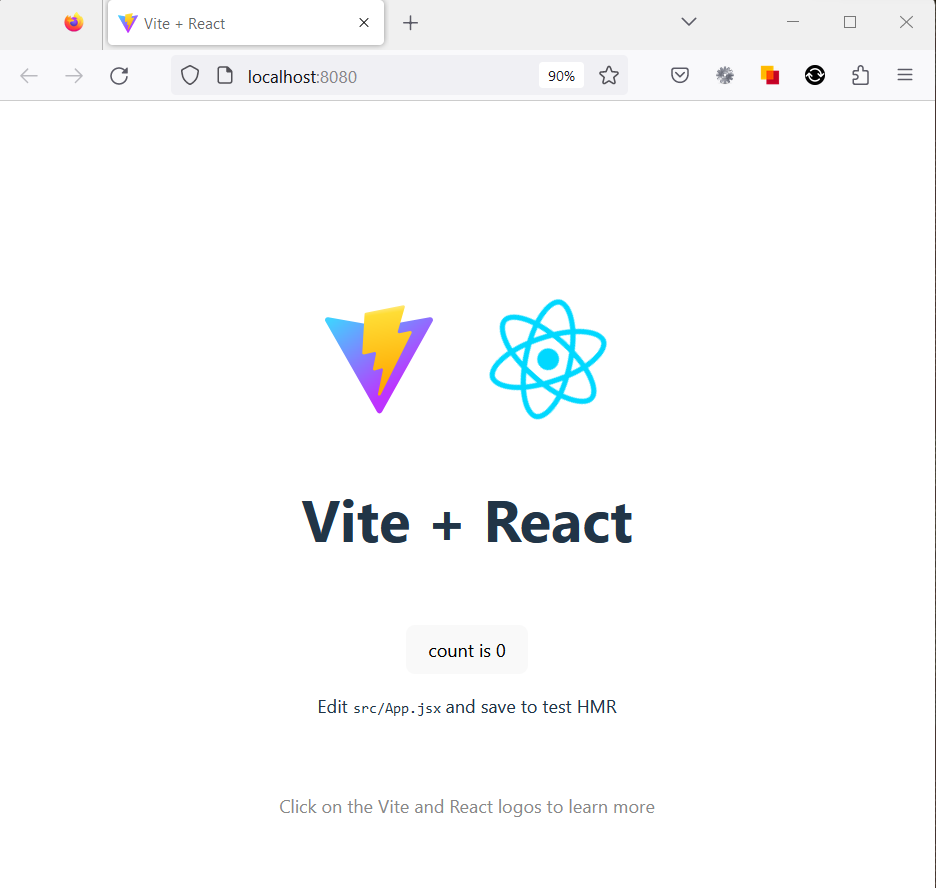 Vite + React
localhost:8080
90%
Vite + React
count is 0
Edit src/App.jsx and save to test HMR
Click on the Vite and React logos to learn more